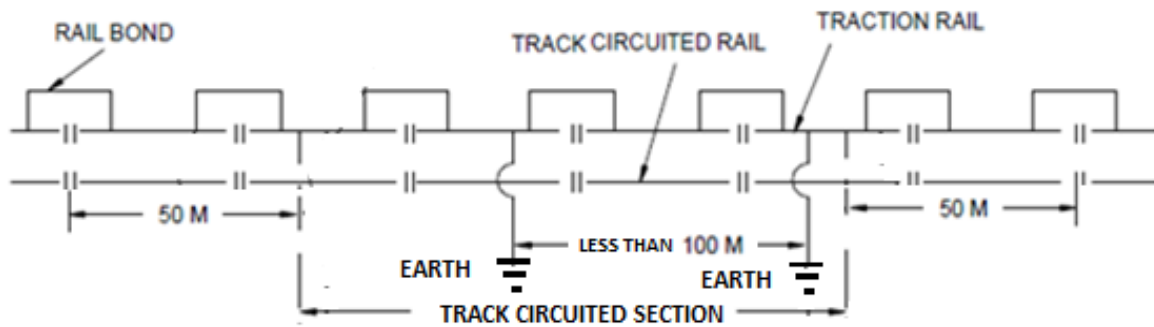 RAIL BOND
TRACTION RAIL
TRACK CIRCUITED RAIL
50 M
50 M
LESS THAN 100 M
EARTH
EARTH
TRACK CIRCUITED SECTION